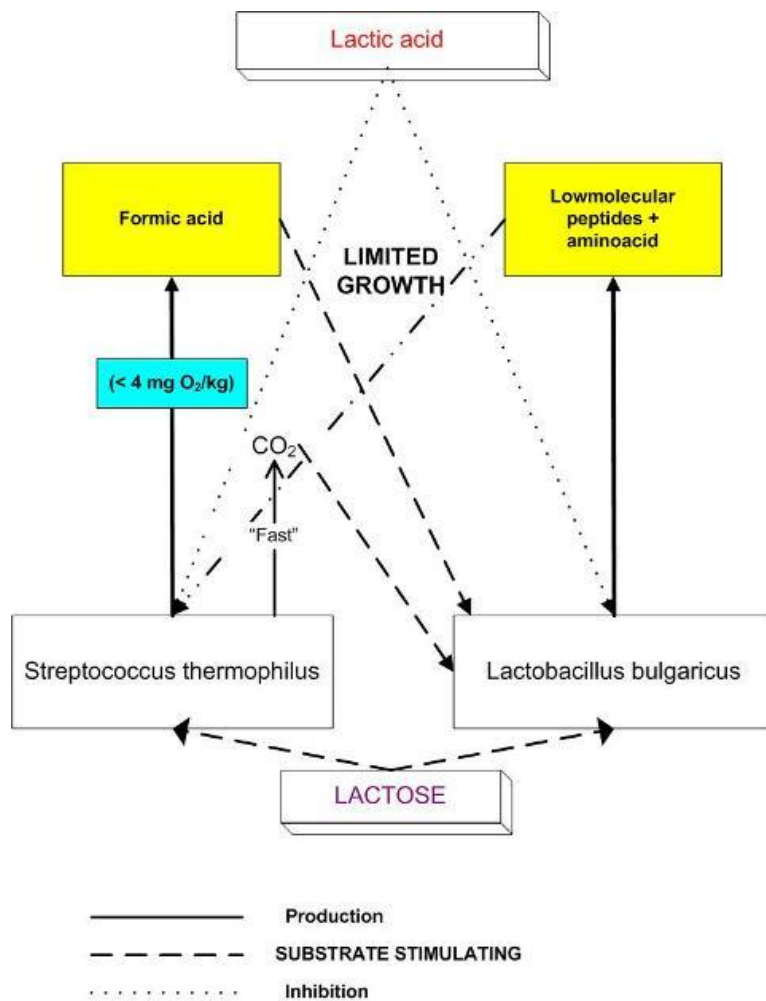 Lactic acid
Formic acid
Lowmolecular
peptides +
aminoacid
LIMITED
GROWTH
(< 4 mg O₂/kg)
CO₂
"Fast"
Streptococcus thermophilus
Lactobacillus bulgaricus
LACTOSE
Production
SUBSTRATE STIMULATING
Inhibition